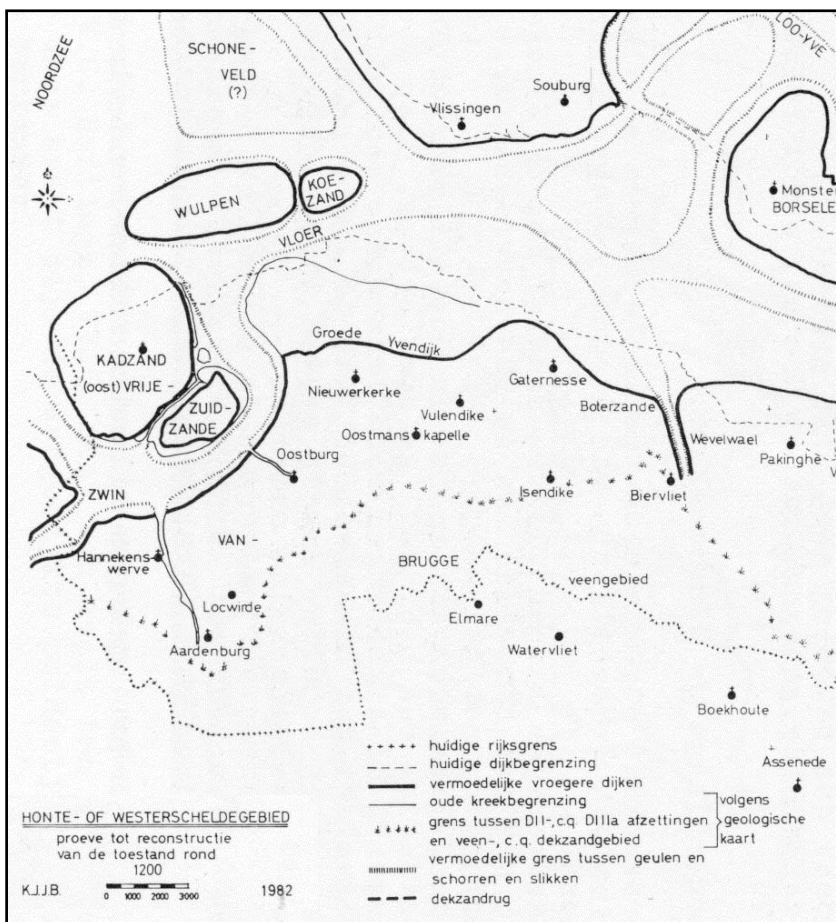 NOORDZEE
SCHONE-
VELD
(?)
LOO-YVE
Souburg
Vlissingen
WULPEN
KOE-
ZAND
Monster
BORSELE
VLOER
KADZAND
(oost) VRIJE-
ZUID-
ZANDE
Groede
Yvendijk
Nieuwerkerke
Gaternesse
Vulendike
Boterzande
Oostmans kapelle
Wevelwael
Pakinghe
Oostburg
Isendike
Biervliet
ZWIN
VAN-
Hannekens-
werve
BRUGGE
veengebied
Locwirde
Elmare
Aardenburg
Watervliet
Boekhoute
Assenede
huidige rijksgrens
huidige dijkbegrenzing
vermoedelijke vroegere dijken
oude kreekbegrenzing
grens tussen DII-, c.q. DIIIa afzettingen
en veen-, c.q. dekzandgebied
volgens
geologische
kaart
vermoedelijke grens tussen geulen en
schorren en slikken
dekzandrug
HONTE- OF WESTERSCHELDEGEBIED
proeve tot reconstructie
van de toestand rond
1200
K.J.J.B.
0 1000 2000 3000
1982